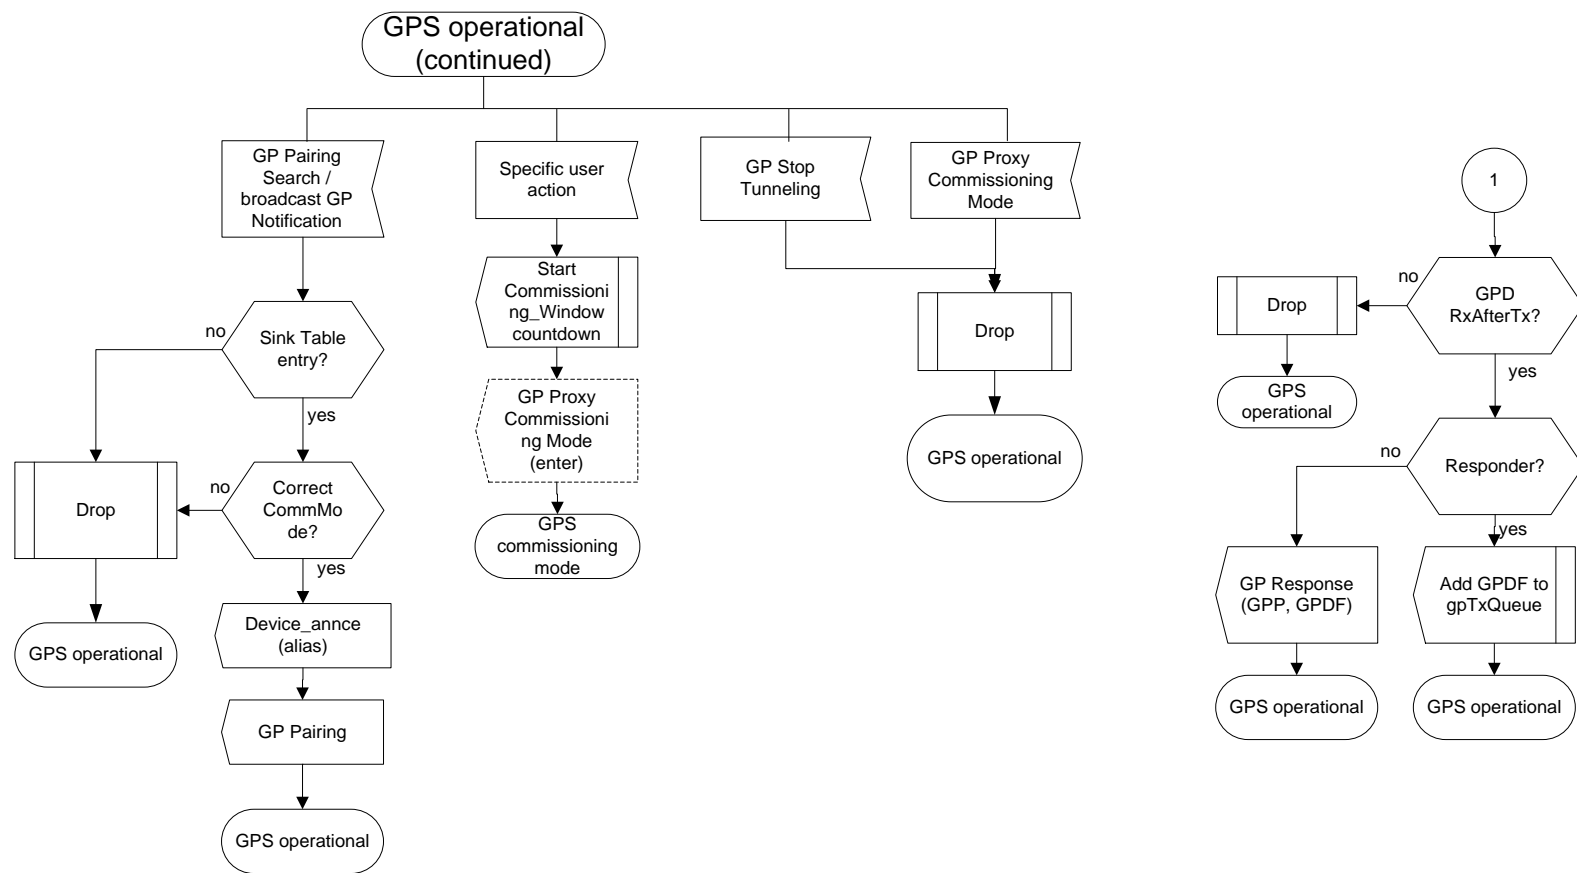 GPS operational
(continued)
GP Pairing
Search /
broadcast GP
Notification
Sink Table
entry?
no
yes
Correct
CommMo
de?
no
yes
Drop
GPS operational
Device_annce
(alias)
GP Pairing
GPS operational
Specific user
action
Start
Commissioni
ng_Window
countdown
GP Proxy
Commissioni
ng Mode
(enter)
GPS
commissioning
mode
GP Stop
Tunneling
GP Proxy
Commissioning
Mode
Drop
GPS operational
1
GPD
RxAfterTx?
no
yes
Drop
GPS
operational
Responder?
no
yes
GP Response
(GPP, GPDF)
GPS operational
Add GPDF to
gpTxQueue
GPS operational